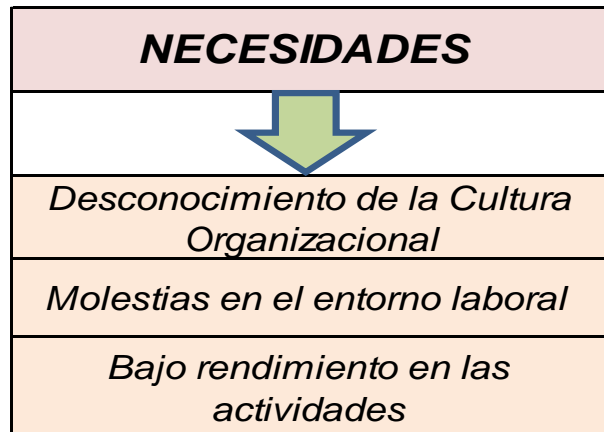 NECESIDADES
Desconocimiento de la Cultura
Organizacional
Molestias en el entorno laboral
Bajo rendimiento en las
actividades